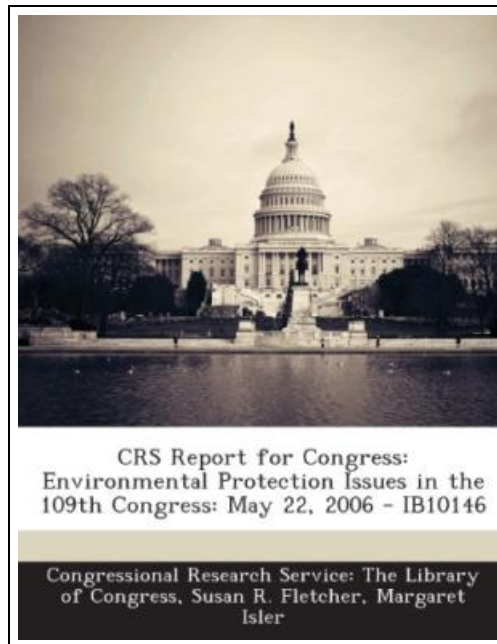 CRS Report for Congress:
Environmental Protection Issues in the
109th Congress: May 22, 2006 - IB10146
Congressional Research Service: The Library
of Congress, Susan R. Fletcher, Margaret
Isler